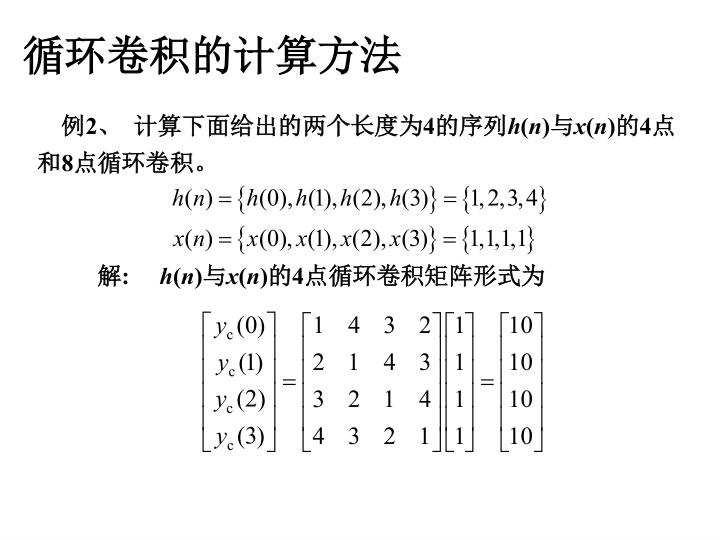 循环卷积的计算方法
例2、 计算下面给出的两个长度为4的序列h(n)与x(n)的4点
和8点循环卷积。
h(n) = {h(0), h(1), h(2), h(3)} = {1, 2, 3, 4}
x(n) = {x(0), x(1), x(2), x(3)} = {1,1,1,1}
解: h(n)与x(n)的4点循环卷积矩阵形式为
[y_c(0)] [1 4 3 2][1] [10]
[y_c(1)] = [2 1 4 3][1] = [10]
[y_c(2)] [3 2 1 4][1] [10]
[y_c(3)] [4 3 2 1][1] [10]